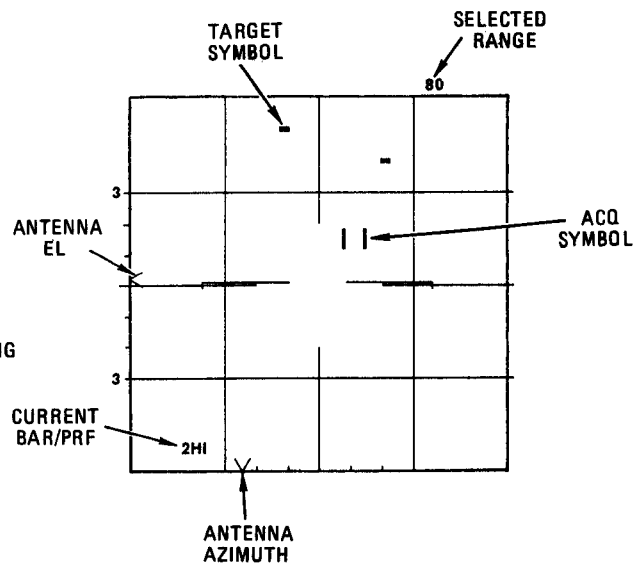 TARGET
SYMBOL
SELECTED
RANGE
80
3
ANTENNA
EL
ACQ
SYMBOL
3
CURRENT
BAR/PRF
2HI
ANTENNA
AZIMUTH